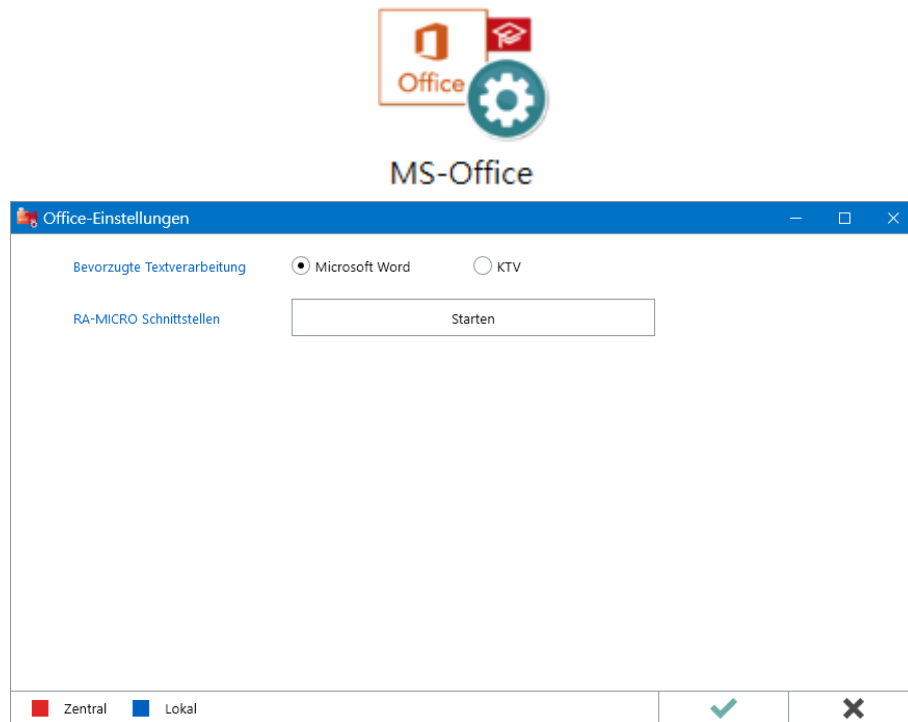 Office
MS-Office
Office-Einstellungen
Bevorzugte Textverarbeitung Microsoft Word KTV
RA-MICRO Schnittstellen Starten
Zentral Lokal